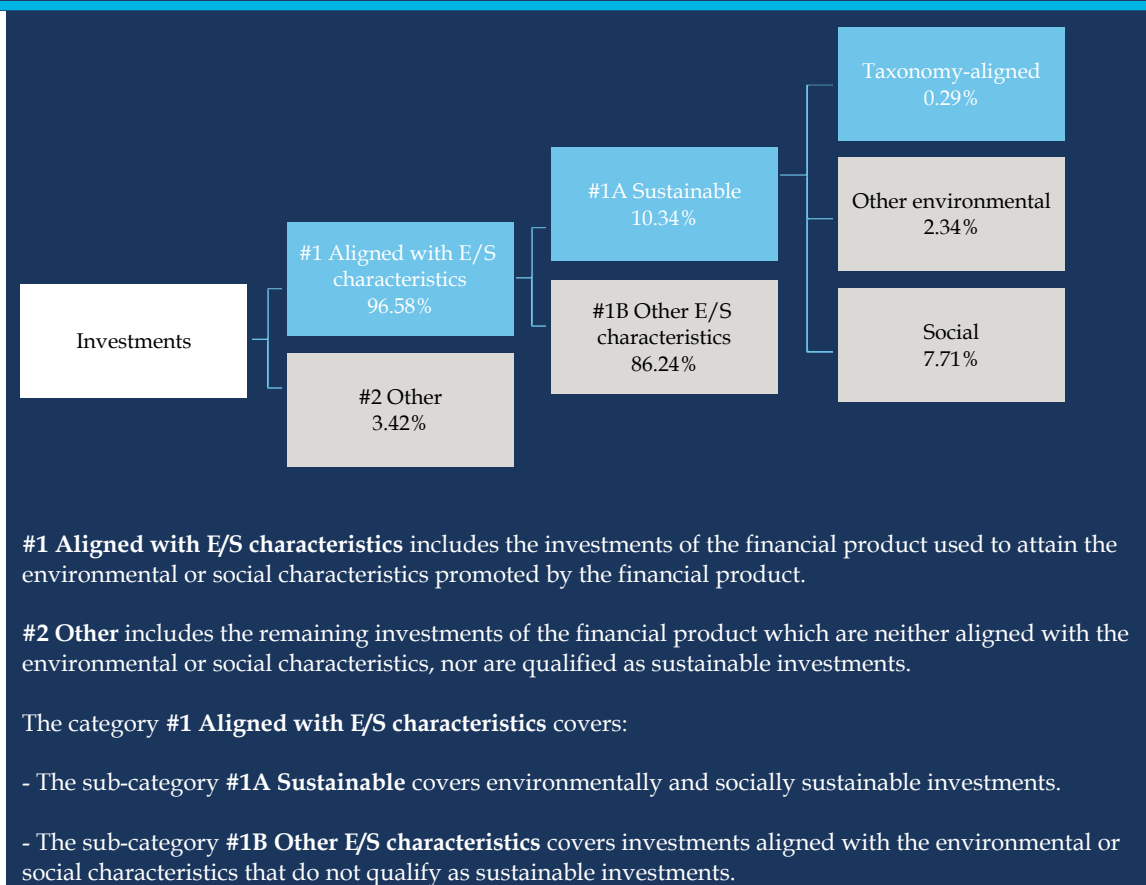 Taxonomy-aligned
0.29%
#1A Sustainable
10.34%
Other environmental
2.34%
#1 Aligned with E/S
characteristics
96.58%
Investments
#1B Other E/S
characteristics
86.24%
Social
7.71%
#2 Other
3.42%
#1 Aligned with E/S characteristics includes the investments of the financial product used to attain the
environmental or social characteristics promoted by the financial product.
#2 Other includes the remaining investments of the financial product which are neither aligned with the
environmental or social characteristics, nor are qualified as sustainable investments.
The category #1 Aligned with E/S characteristics covers:
- The sub-category #1A Sustainable covers environmentally and socially sustainable investments.
- The sub-category #1B Other E/S characteristics covers investments aligned with the environmental or
social characteristics that do not qualify as sustainable investments.